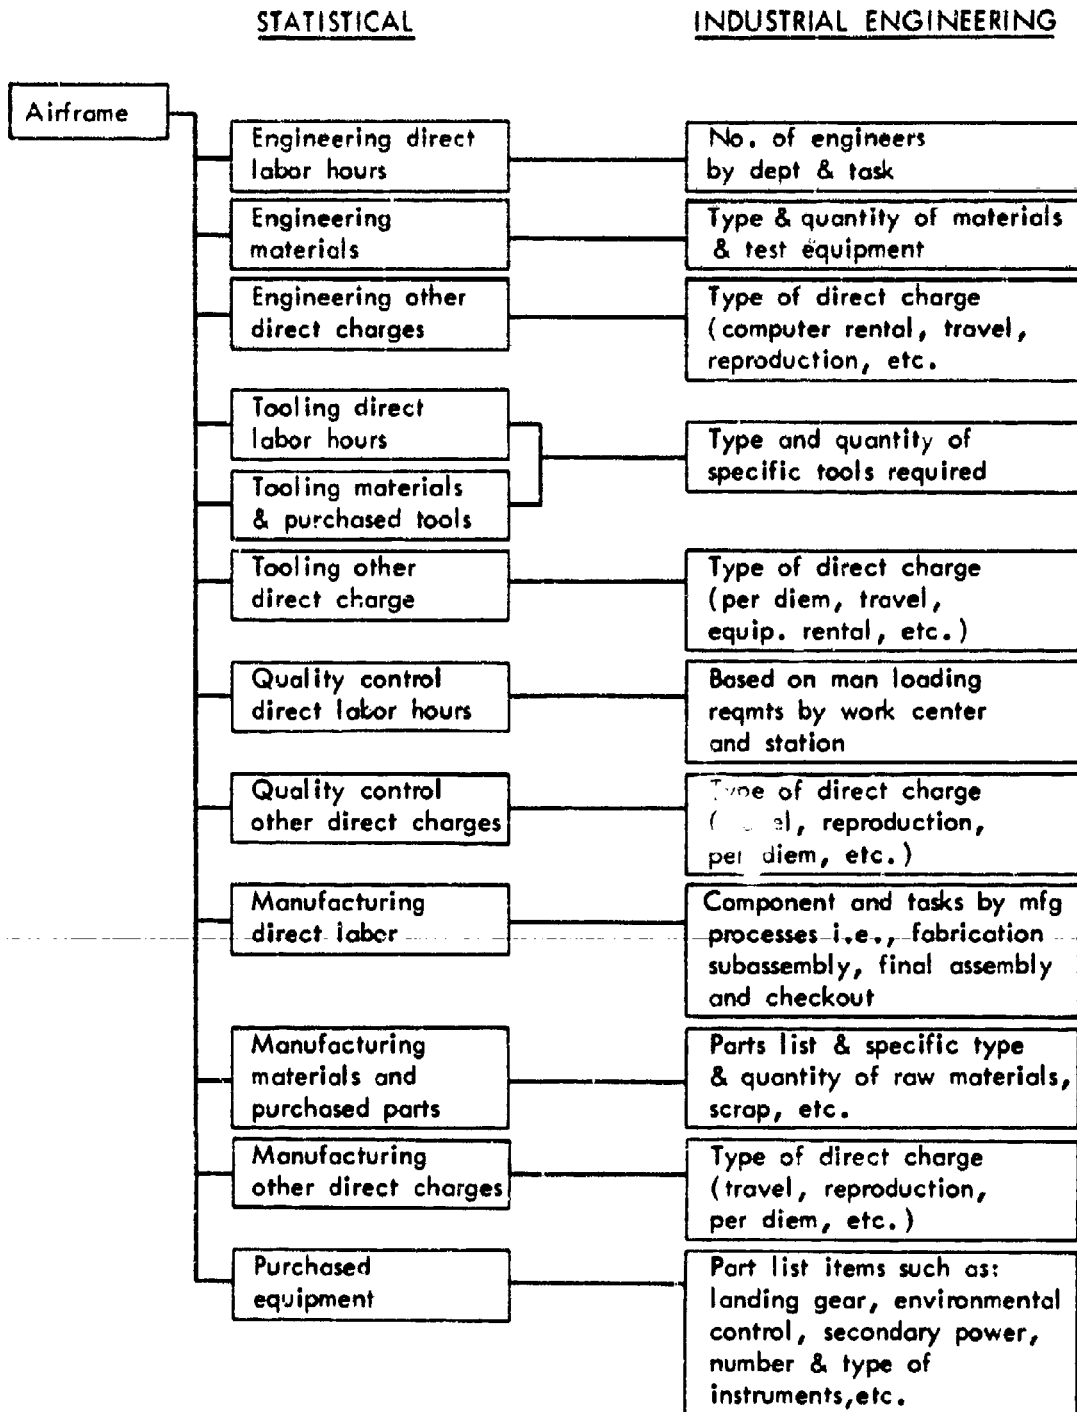 STATISTICAL
INDUSTRIAL ENGINEERING
Airframe
Engineering direct
labor hours
No. of engineers
by dept & task
Engineering
materials
Type & quantity of materials
& test equipment
Engineering other
direct charges
Type of direct charge
(computer rental, travel,
reproduction, etc.
Tooling direct
labor hours
Tooling materials
& purchased tools
Type and quantity of
specific tools required
Tooling other
direct charge
Type of direct charge
(per diem, travel,
equip. rental, etc.)
Quality control
direct labor hours
Based on man loading
reqmts by work center
and station
Quality control
other direct charges
Type of direct charge
( reproduction,
per diem, etc.)
Manufacturing
direct labor
Component and tasks by mfg
processes i.e., fabrication
subassembly, final assembly
and checkout
Manufacturing
materials and
purchased parts
Parts list & specific type
& quantity of raw materials,
scrap, etc.
Manufacturing
other direct charges
Type of direct charge
(travel, reproduction,
per diem, etc.)
Purchased
equipment
Part list items such as:
landing gear, environmental
control, secondary power,
number & type of
instruments,etc.